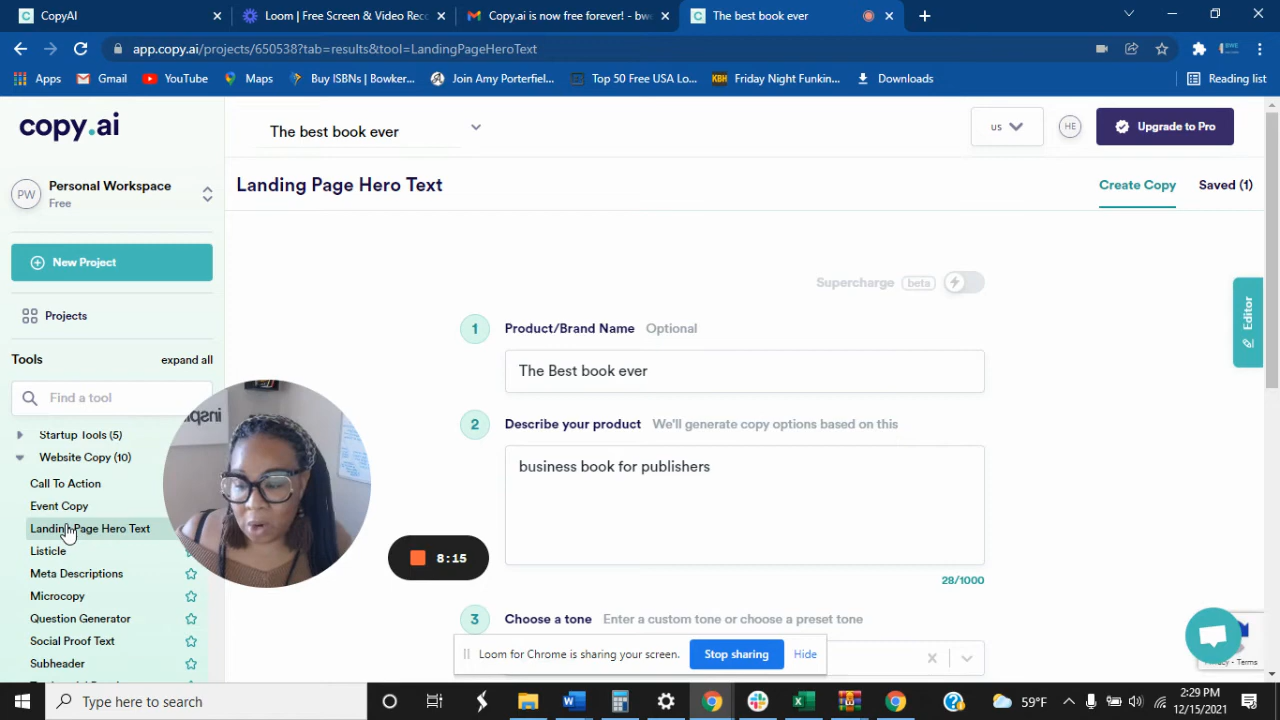 CopyAI
Loom | Free Screen & Video Rec
Copy.ai is now free forever! - bwe
The best book ever
app.copy.ai/projects/650538?tab=results&tool=LandingPageHeroText
Apps
Gmail
YouTube
Maps
Buy ISBNs | Bowker...
Join Amy Porterfiel...
Top 50 Free USA Lo...
KBH
Friday Night Funkin...
Downloads
Reading list
copy.ai
The best book ever
us
HE
Upgrade to Pro
PW
Personal Workspace
Free
Landing Page Hero Text
Create Copy
Saved (1)
New Project
Supercharge
beta
Projects
1
Product/Brand Name
Optional
Editor
Tools
expand all
The Best book ever
Find a tool
2
Describe your product
We'll generate copy options based on this
Startup Tools (5)
Website Copy (10)
business book for publishers
Call To Action
Event Copy
Landing Page Hero Text
Listicle
8:15
Meta Descriptions
28/1000
Microcopy
Question Generator
3
Choose a tone
Enter a custom tone or choose a preset tone
Social Proof Text
Loom for Chrome is sharing your screen.
Stop sharing
Hide
Subheader
Privacy - Terms
Type here to search
59°F
2:29 PM
12/15/2021